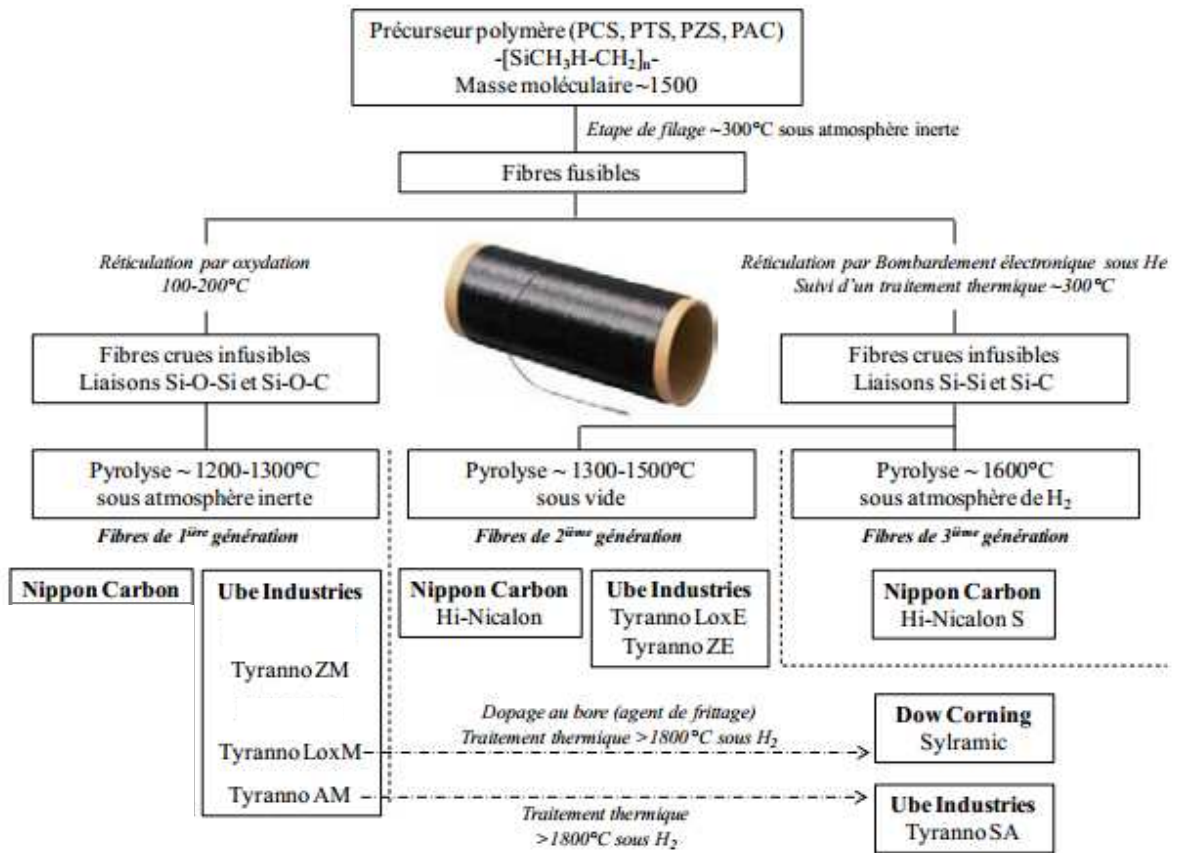 Précurseur polymère (PCS, PTS, PZS, PAC)
-[SiCH₃H-CH₂]ₙ-
Masse moléculaire ~1500
Etape de filage ~300°C sous atmosphère inerte
Fibres fusibles
Réticulation par oxydation
100-200°C
Réticulation par Bombardement électronique sous He
Suivi d'un traitement thermique ~300°C
Fibres crues infusibles
Liaisons Si-O-Si et Si-O-C
Fibres crues infusibles
Liaisons Si-Si et Si-C
Pyrolyse ~ 1200-1300°C
sous atmosphère inerte
Pyrolyse ~ 1300-1500°C
sous vide
Pyrolyse ~ 1600°C
sous atmosphère de H₂
Fibres de 1ière génération
Fibres de 2ième génération
Fibres de 3ième génération
Nippon Carbon
Ube Industries
Tyranno ZM
Tyranno LoxM
Tyranno AM
Nippon Carbon
Hi-Nicalon
Ube Industries
Tyranno LoxE
Tyranno ZE
Nippon Carbon
Hi-Nicalon S
Dopage au bore (agent de frittage)
Traitement thermique >1800°C sous H₂
Dow Corning
Sylramic
Traitement thermique
>1800°C sous H₂
Ube Industries
Tyranno SA